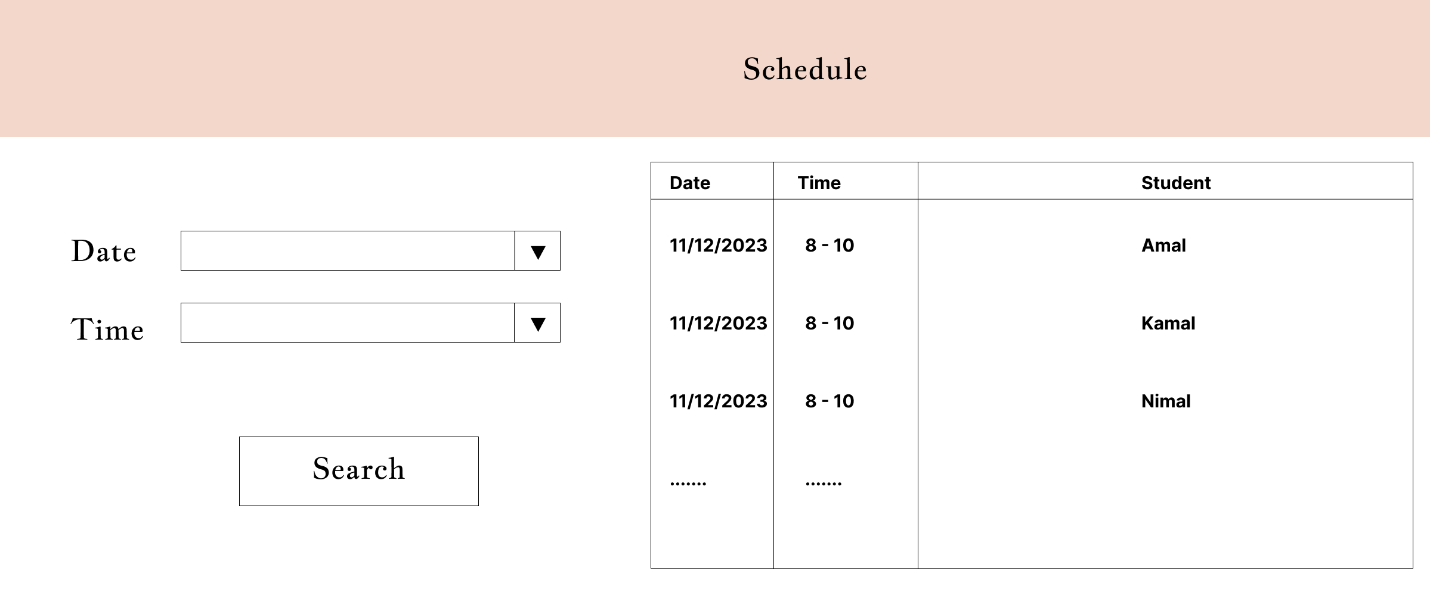 Schedule
Date
▼
Time
▼
Search
Date Time Student
11/12/2023 8 - 10 Amal
11/12/2023 8 - 10 Kamal
11/12/2023 8 - 10 Nimal
....... .......